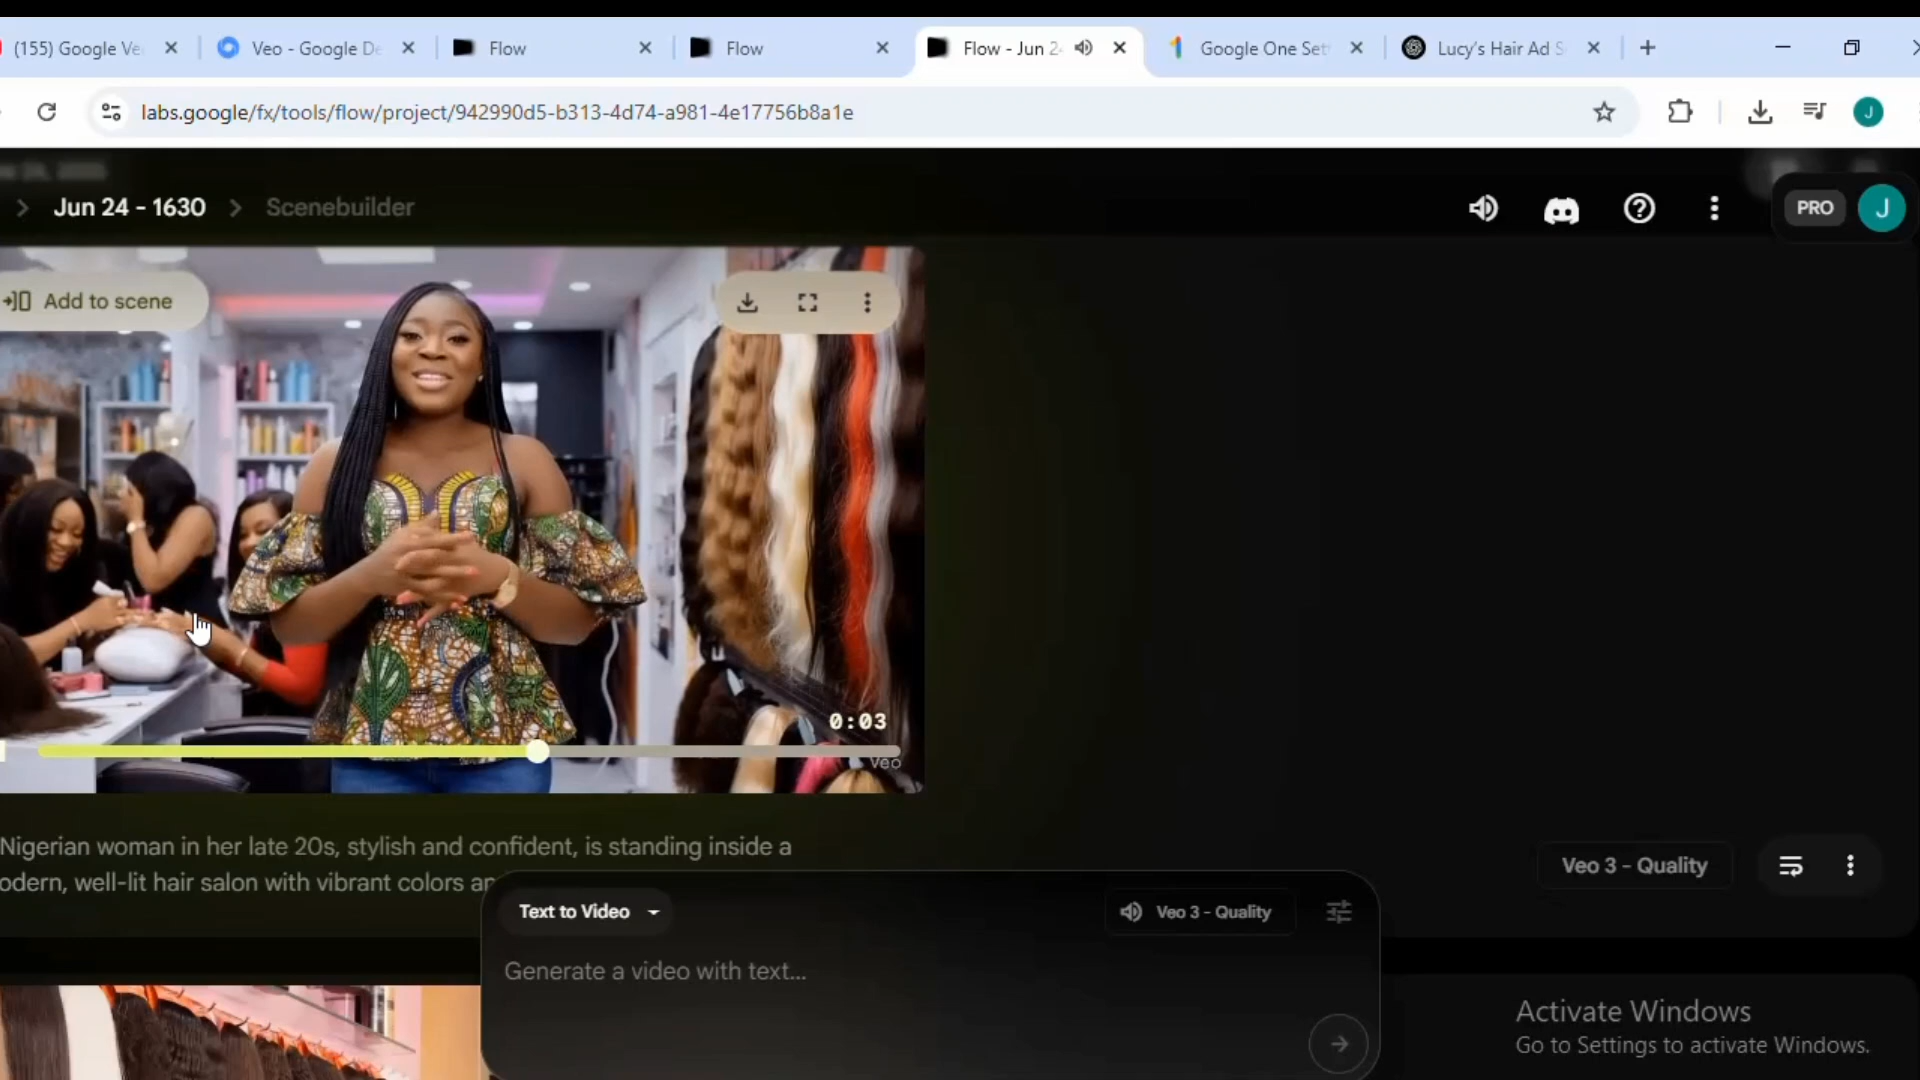 (155) Google Ve
Veo - Google De
Flow
Flow
Flow - Jun 2
Google One Set
Lucy's Hair Ad S
labs.google/fx/tools/flow/project/942990d5-b313-4d74-a981-4e17756b8a1e
J
Jun 24 - 1630
Scenebuilder
PRO
J
Add to scene
0:03
Veo
Nigerian woman in her late 20s, stylish and confident, is standing inside a
odern, well-lit hair salon with vibrant colors an
Veo 3 - Quality
Text to Video
Veo 3 - Quality
Generate a video with text...
Activate Windows
Go to Settings to activate Windows.